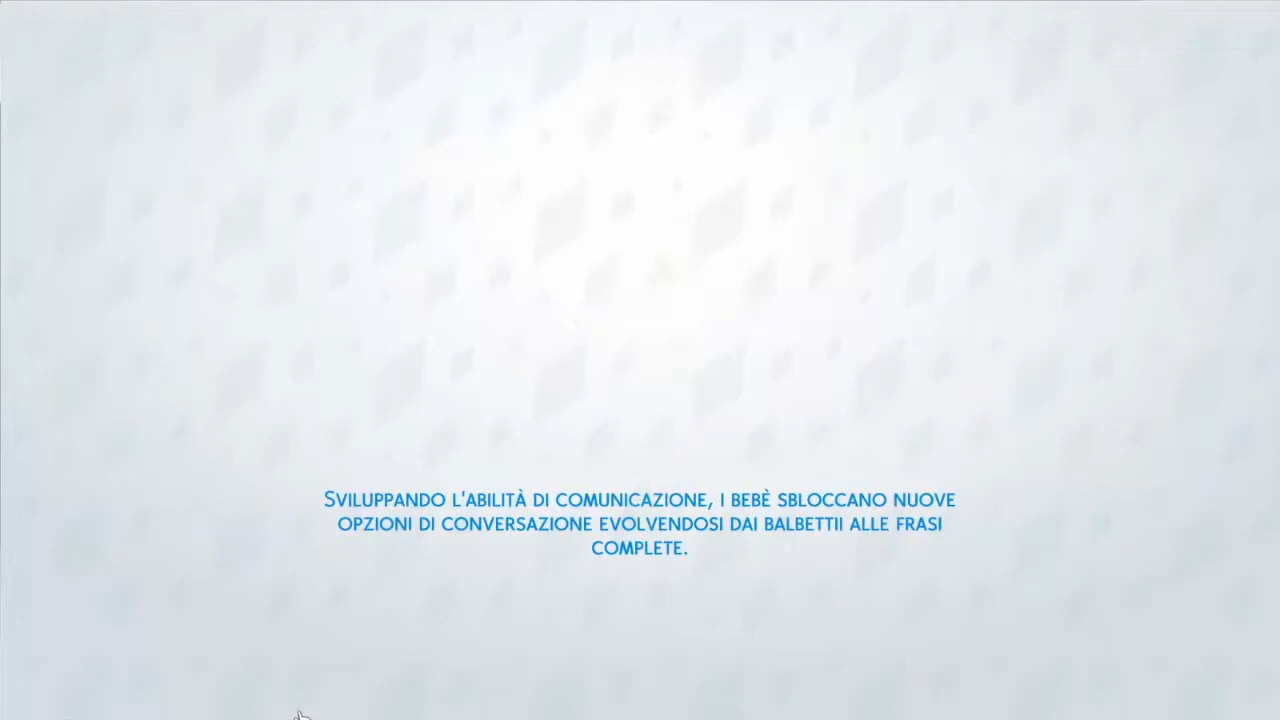 Sviluppando l'abilità di comunicazione, i bebè sbloccano nuove
opzioni di conversazione evolvendosi dai balbettii alle frasi
complete.